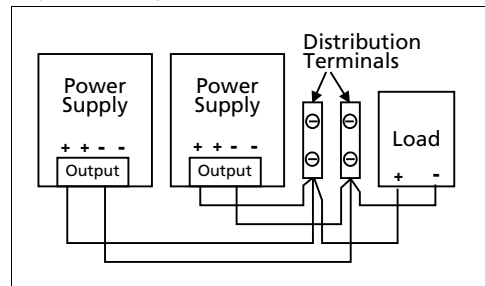 Distribution
Terminals
Power
Supply
+ + - -
Output
Power
Supply
+ + - -
Output
Load
+ -